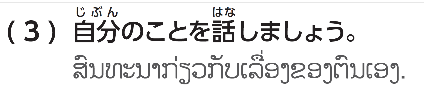 (3) 自分のことを話しましょう。
ສົນທະນາກ່ຽວກັບເລື່ອງຂອງຕົນເອງ.